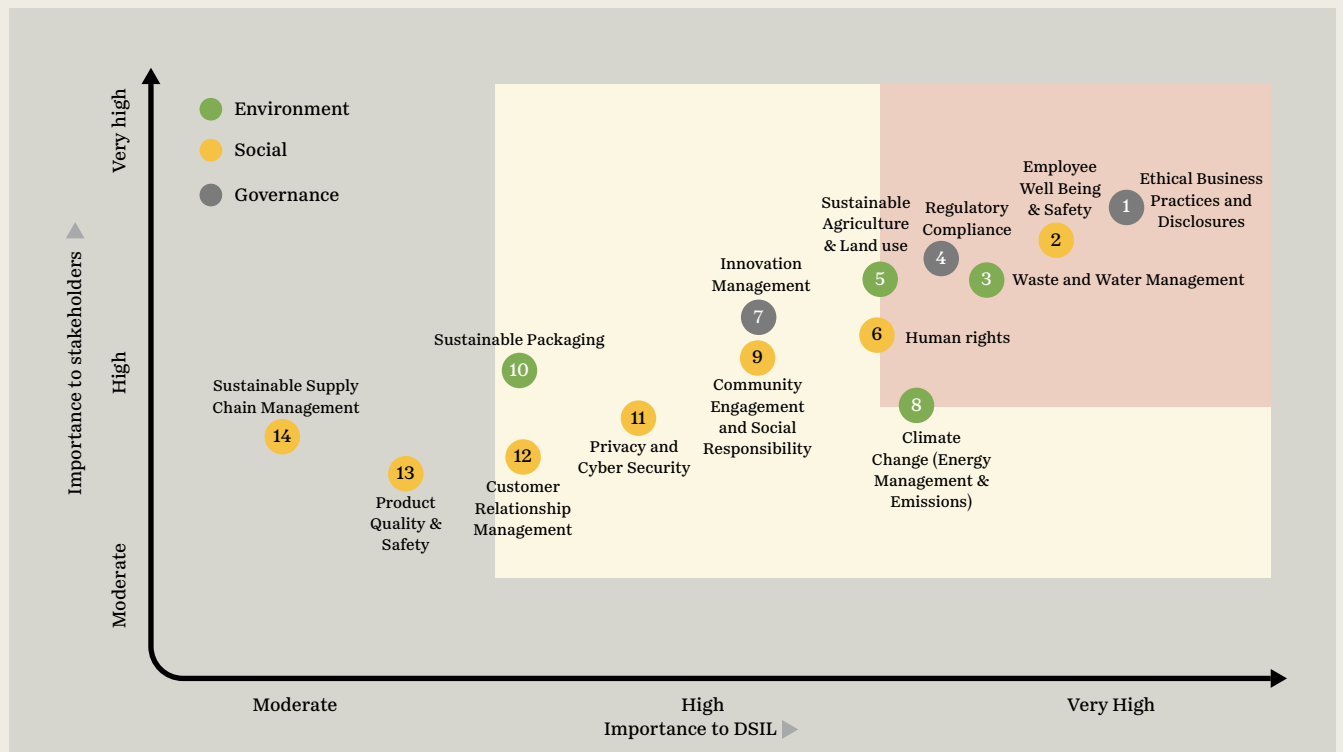 Very high
High
Moderate
Importance to stakeholders
Environment
Social
Governance
Employee
Well Being
& Safety
2
1
Ethical Business
Practices and
Disclosures
Sustainable
Agriculture
& Land use
5
Regulatory
Compliance
4
3
Waste and Water Management
Innovation
Management
7
6
Human rights
9
Community
Engagement
and Social
Responsibility
Sustainable Packaging
10
8
Climate
Change (Energy
Management &
Emissions)
Sustainable Supply
Chain Management
14
11
Privacy and
Cyber Security
13
Product
Quality &
Safety
12
Customer
Relationship
Management
Moderate
High
Very High
Importance to DSIL